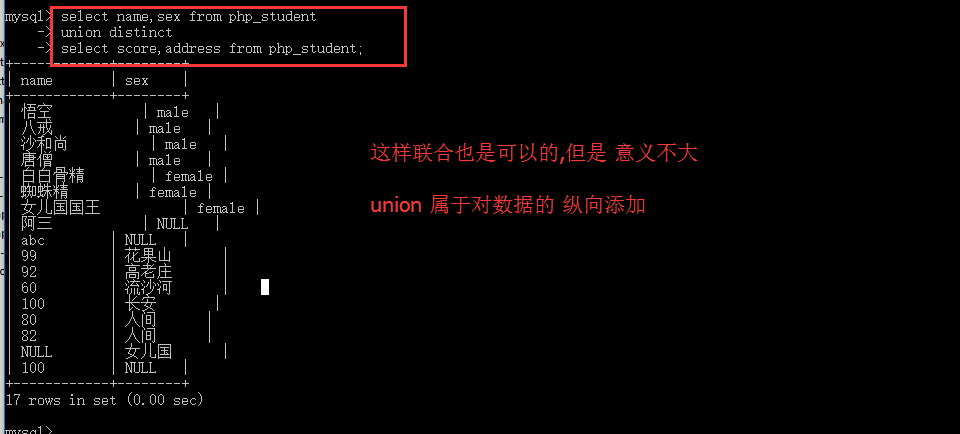 mysql> select name,sex from php_student
-> union distinct
-> select score,address from php_student;
+------------+--------+
| name | sex |
+------------+--------+
| 悟空 | male |
| 八戒 | male |
| 沙和尚 | male |
| 唐僧 | male |
| 白白骨精 | female |
| 蜘蛛精 | female |
| 女儿国国王 | female |
| 阿三 | NULL |
| abc | NULL |
| 99 | 花果山 |
| 92 | 高老庄 |
| 60 | 流沙河 |
| 100 | 长安 |
| 80 | 人间 |
| 82 | 人间 |
| NULL | 女儿国 |
| 100 | NULL |
+------------+--------+
17 rows in set (0.00 sec)
mysql>
这样联合也是可以的,但是 意义不大
union 属于对数据的 纵向添加